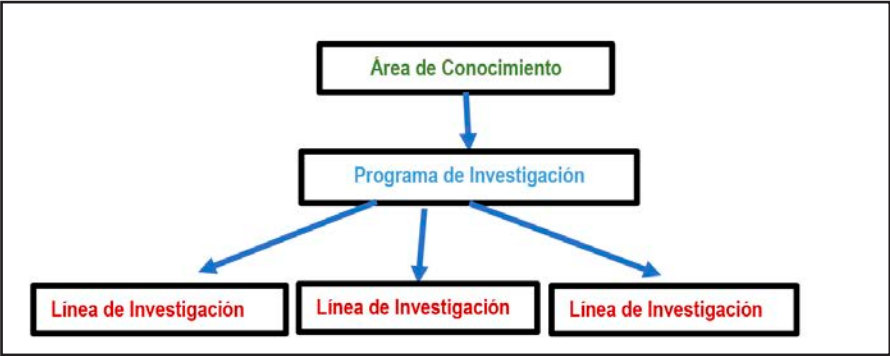 Área de Conocimiento
Programa de Investigación
Línea de Investigación
Línea de Investigación
Línea de Investigación